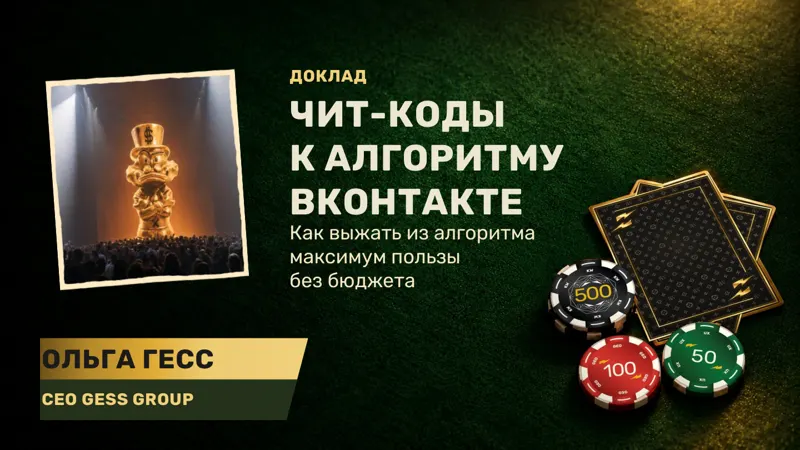 ДОКЛАД
ЧИТ-КОДЫ
К АЛГОРИТМУ
ВКОНТАКТЕ
Как выжать из алгоритма
максимум пользы
без бюджета
ОЛЬГА ГЕСС
CEO GESS GROUP
$
500
100
50